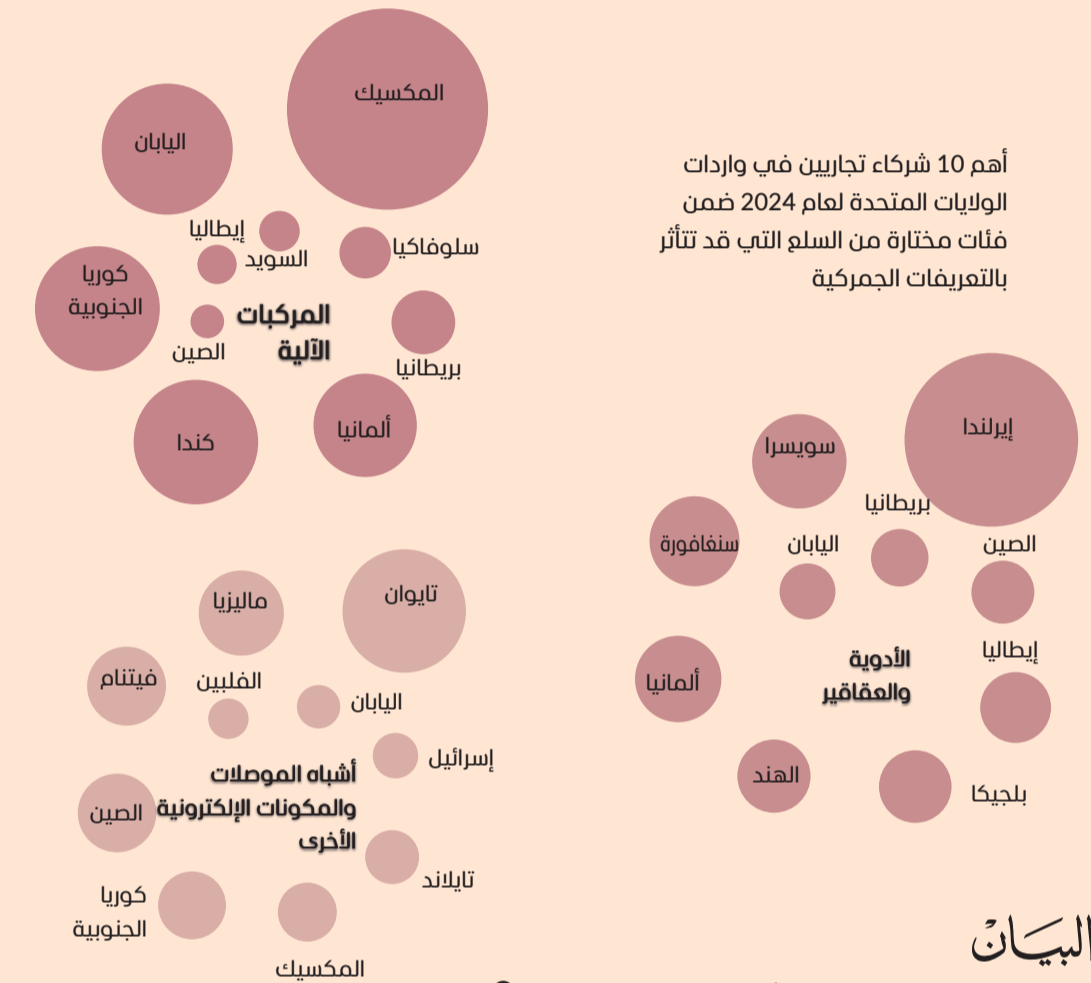 أهم 10 شركاء تجاريين في واردات
الولايات المتحدة لعام 2024 ضمن
فئات مختارة من السلع التي قد تتأثر
بالتعريفات الجمركية
المركبات
الآلية
المكسيك
اليابان
إيطاليا
السويد
سلوفاكيا
كوريا
الجنوبية
الصين
بريطانيا
كندا
ألمانيا
الأدوية
والعقاقير
إيرلندا
سويسرا
بريطانيا
سنغافورة
اليابان
الصين
إيطاليا
ألمانيا
الهند
بلجيكا
أشباه الموصلات
والمكونات الإلكترونية
الأخرى
تايوان
ماليزيا
فيتنام
الفلبين
اليابان
إسرائيل
الصين
تايلاند
كوريا
الجنوبية
المكسيك
البيان